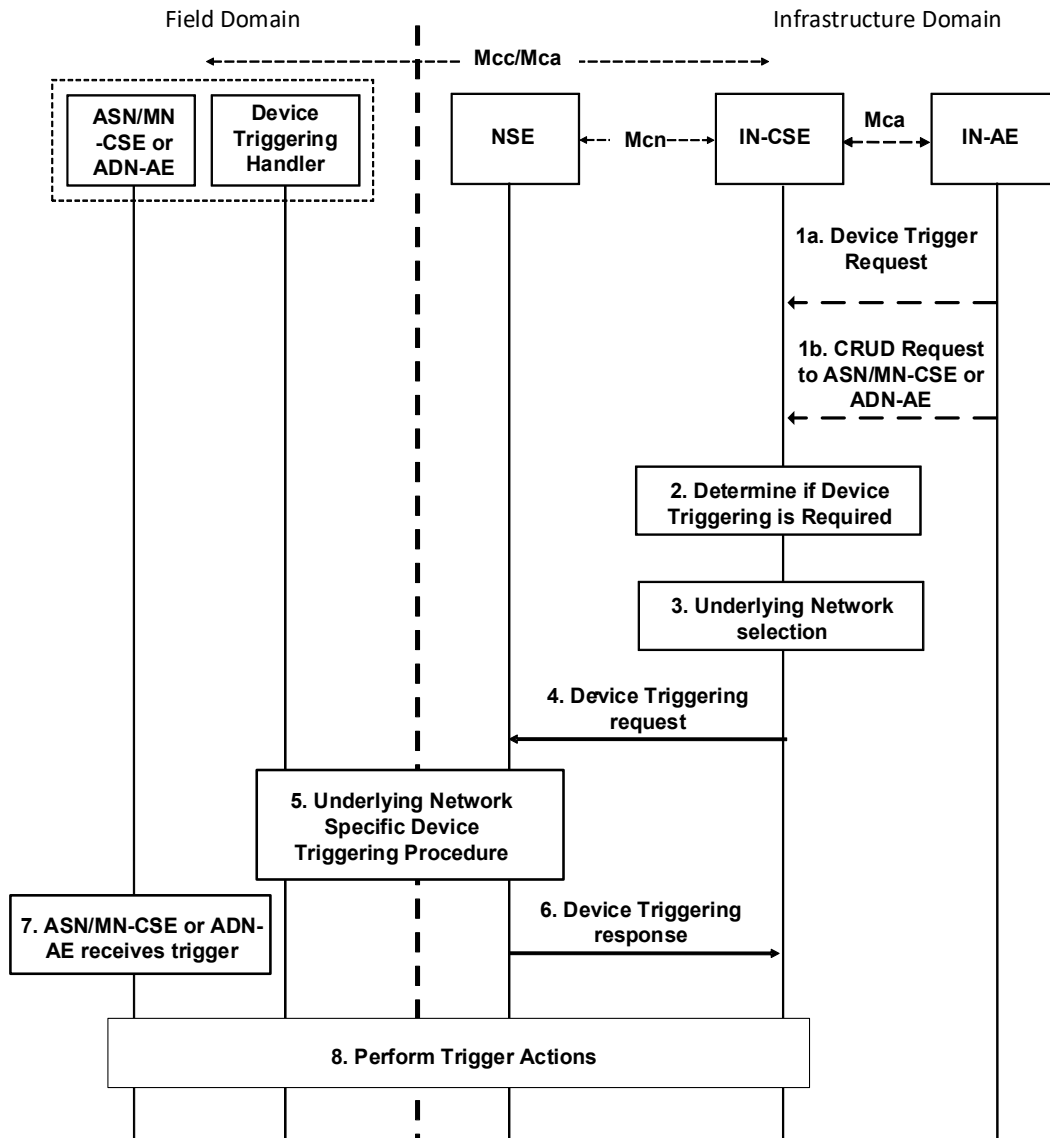 Field Domain
Infrastructure Domain
Mcc/Mca
ASN/MN
-CSE or
ADN-AE
Device
Triggering
Handler
NSE
Mcn
IN-CSE
Mca
IN-AE
1a. Device Trigger
Request
1b. CRUD Request
to ASN/MN-CSE or
ADN-AE
2. Determine if Device
Triggering is Required
3. Underlying Network
selection
4. Device Triggering
request
5. Underlying Network
Specific Device
Triggering Procedure
6. Device Triggering
response
7. ASN/MN-CSE or ADN-
AE receives trigger
8. Perform Trigger Actions